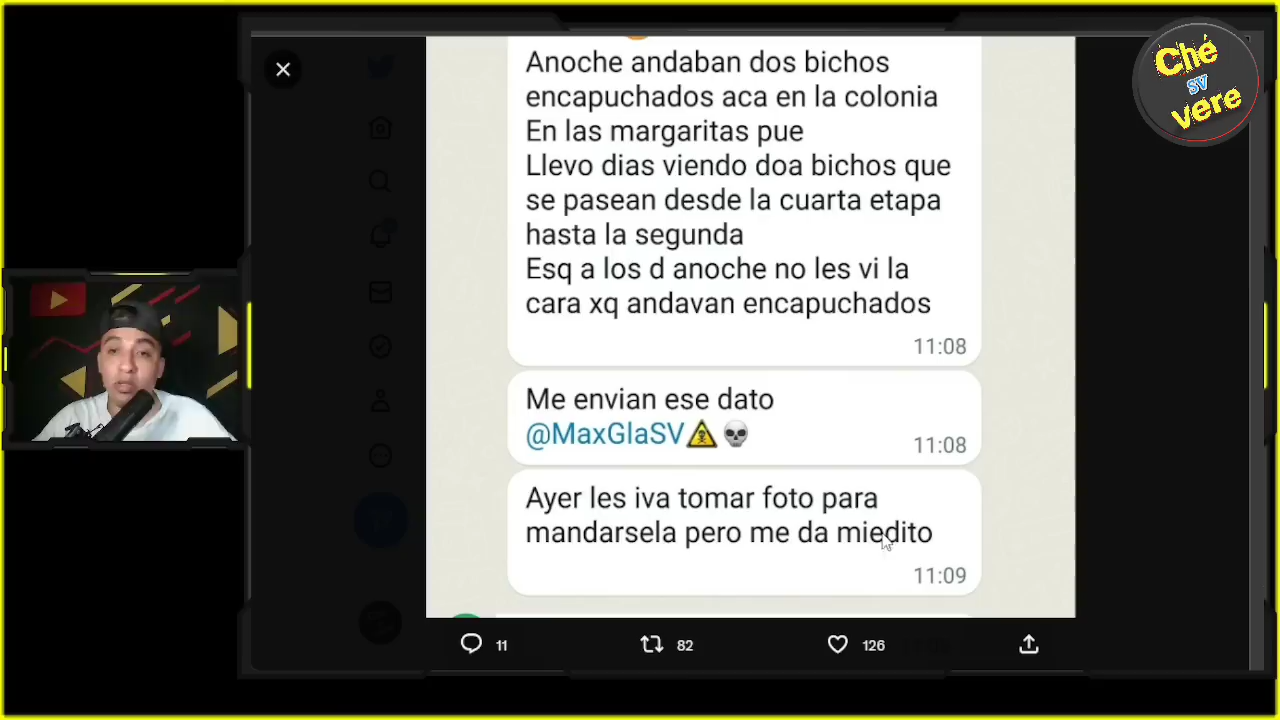 Ché
sv
vere
Anoche andaban dos bichos
encapuchados aca en la colonia
En las margaritas pue
Llevo dias viendo doa bichos que
se pasean desde la cuarta etapa
hasta la segunda
Esq a los d anoche no les vi la
cara xq andavan encapuchados
11:08
Me envian ese dato
@MaxGlaSV⚠💀
11:08
Ayer les iva tomar foto para
mandarsela pero me da miedito
11:09
11
82
126